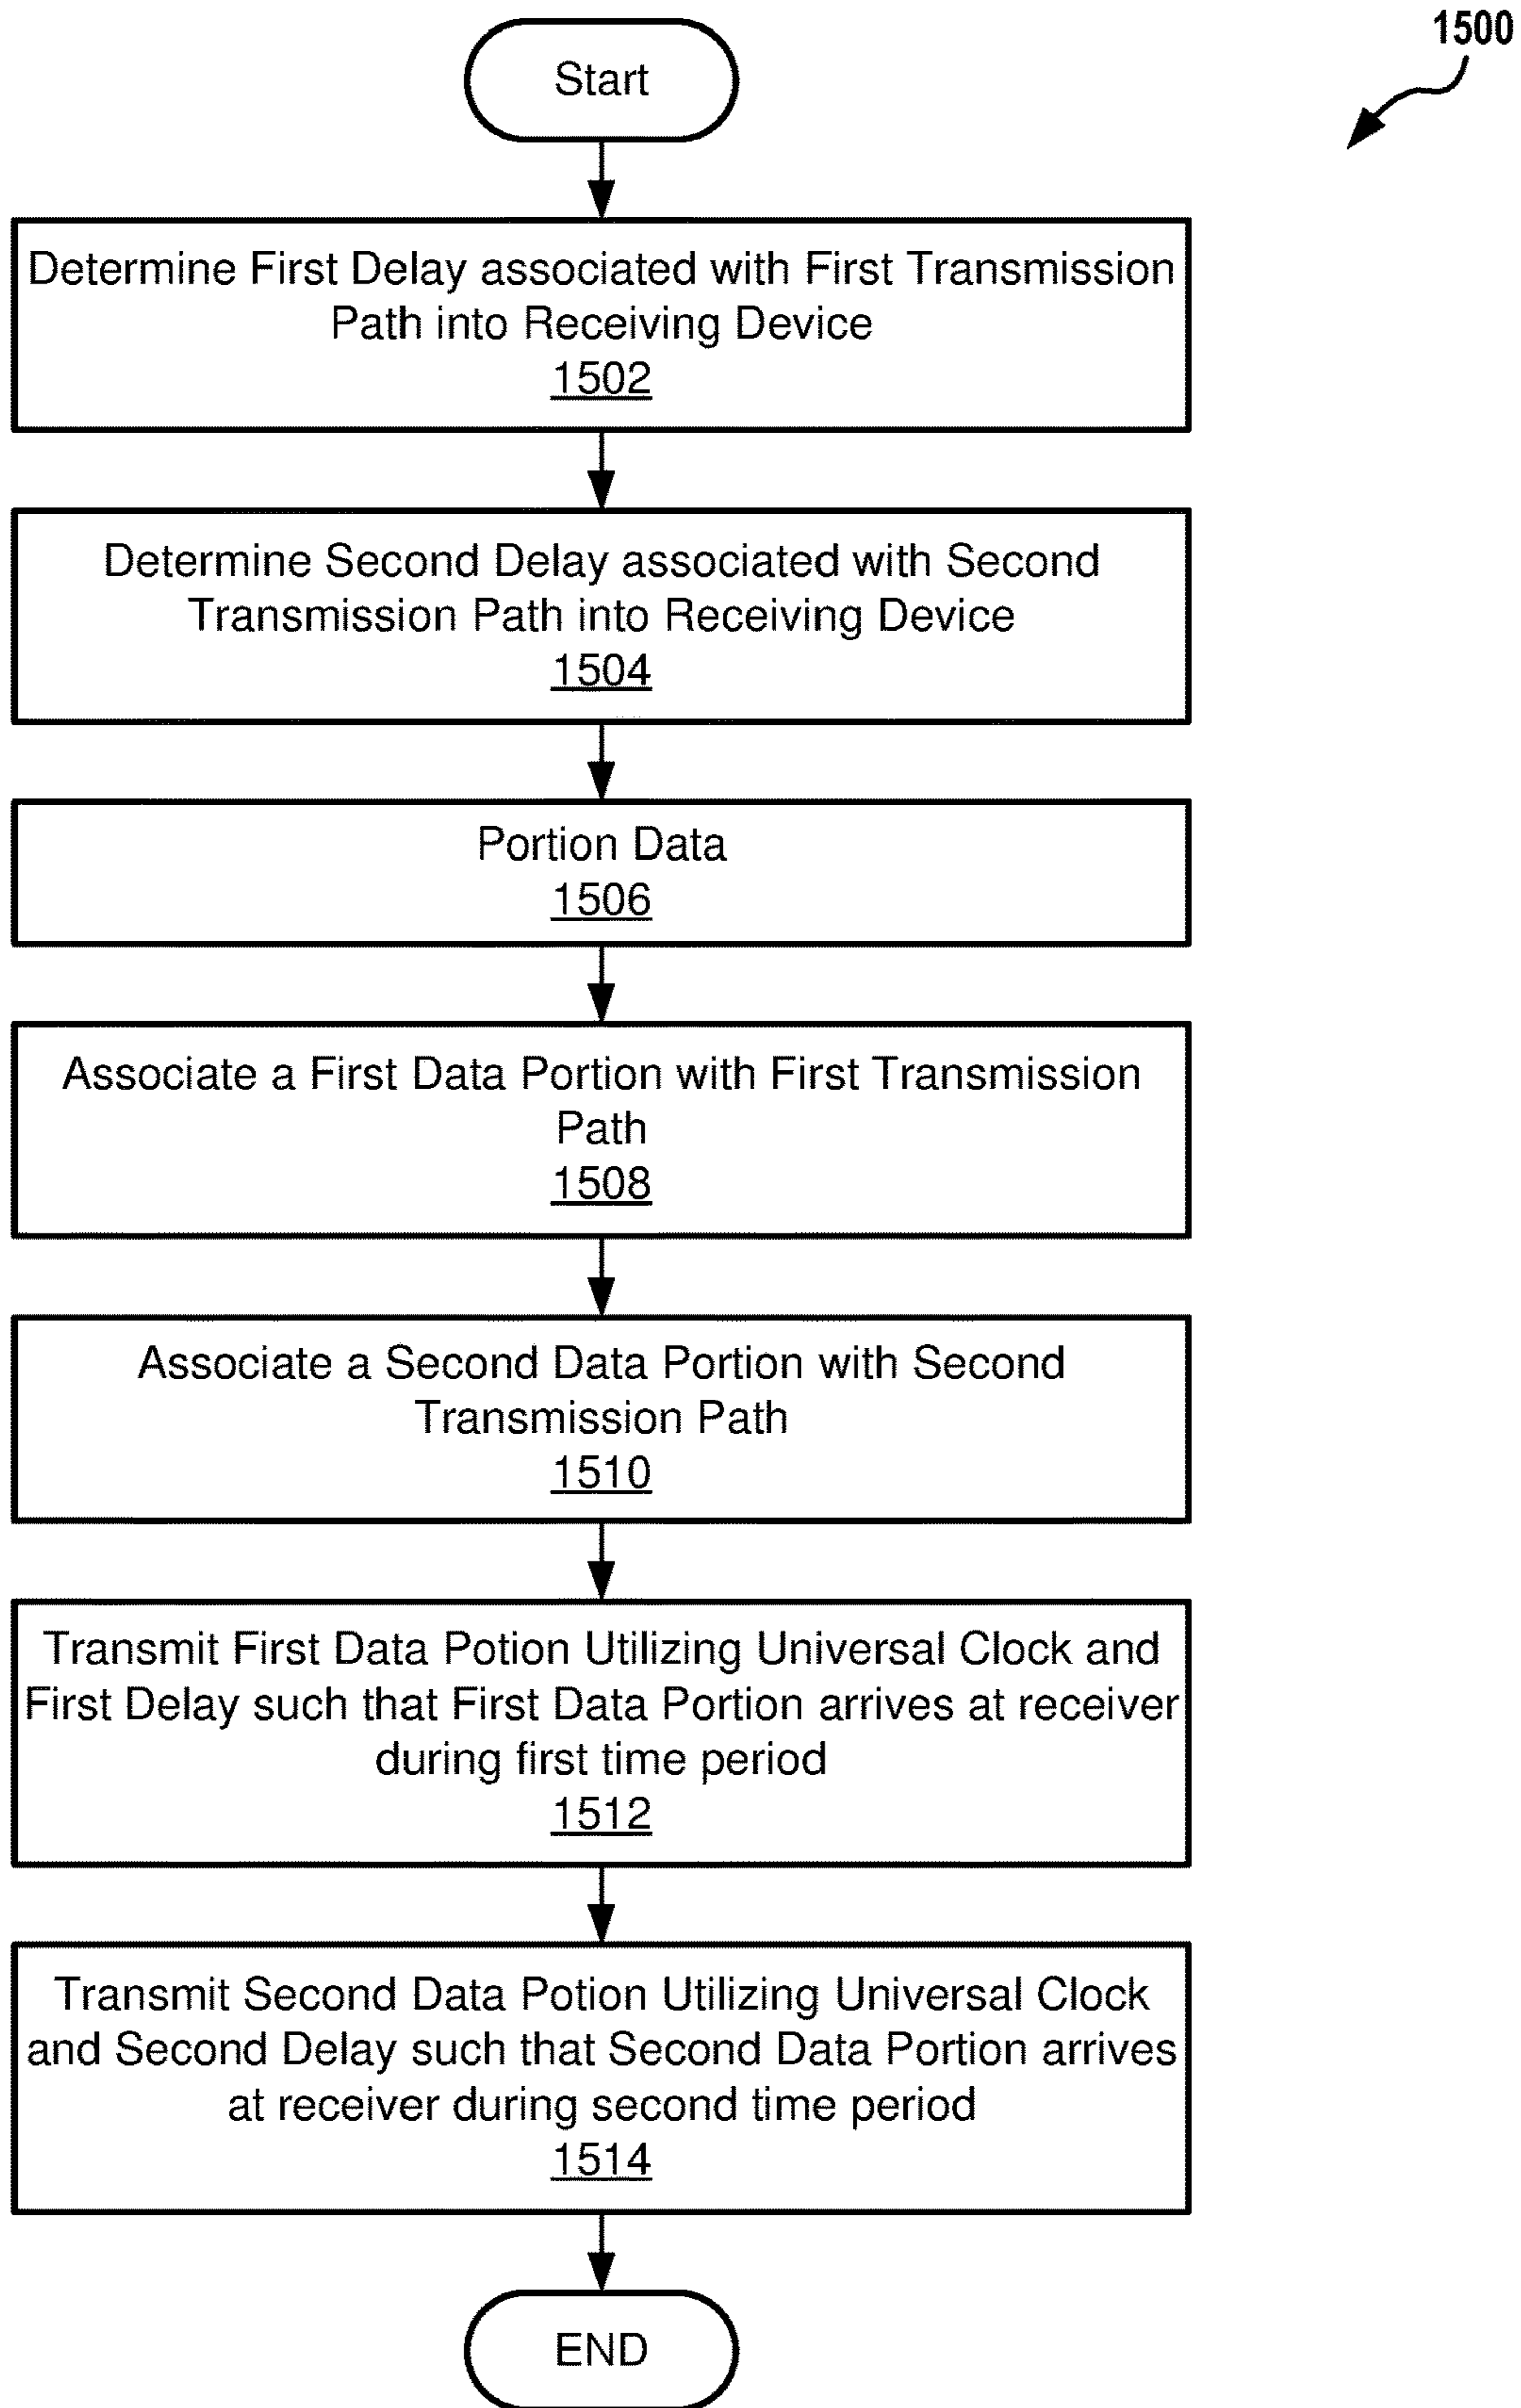 1500
Start
Determine First Delay associated with First Transmission
Path into Receiving Device
1502
Determine Second Delay associated with Second
Transmission Path into Receiving Device
1504
Portion Data
1506
Associate a First Data Portion with First Transmission
Path
1508
Associate a Second Data Portion with Second
Transmission Path
1510
Transmit First Data Potion Utilizing Universal Clock and
First Delay such that First Data Portion arrives at receiver
during first time period
1512
Transmit Second Data Potion Utilizing Universal Clock
and Second Delay such that Second Data Portion arrives
at receiver during second time period
1514
END